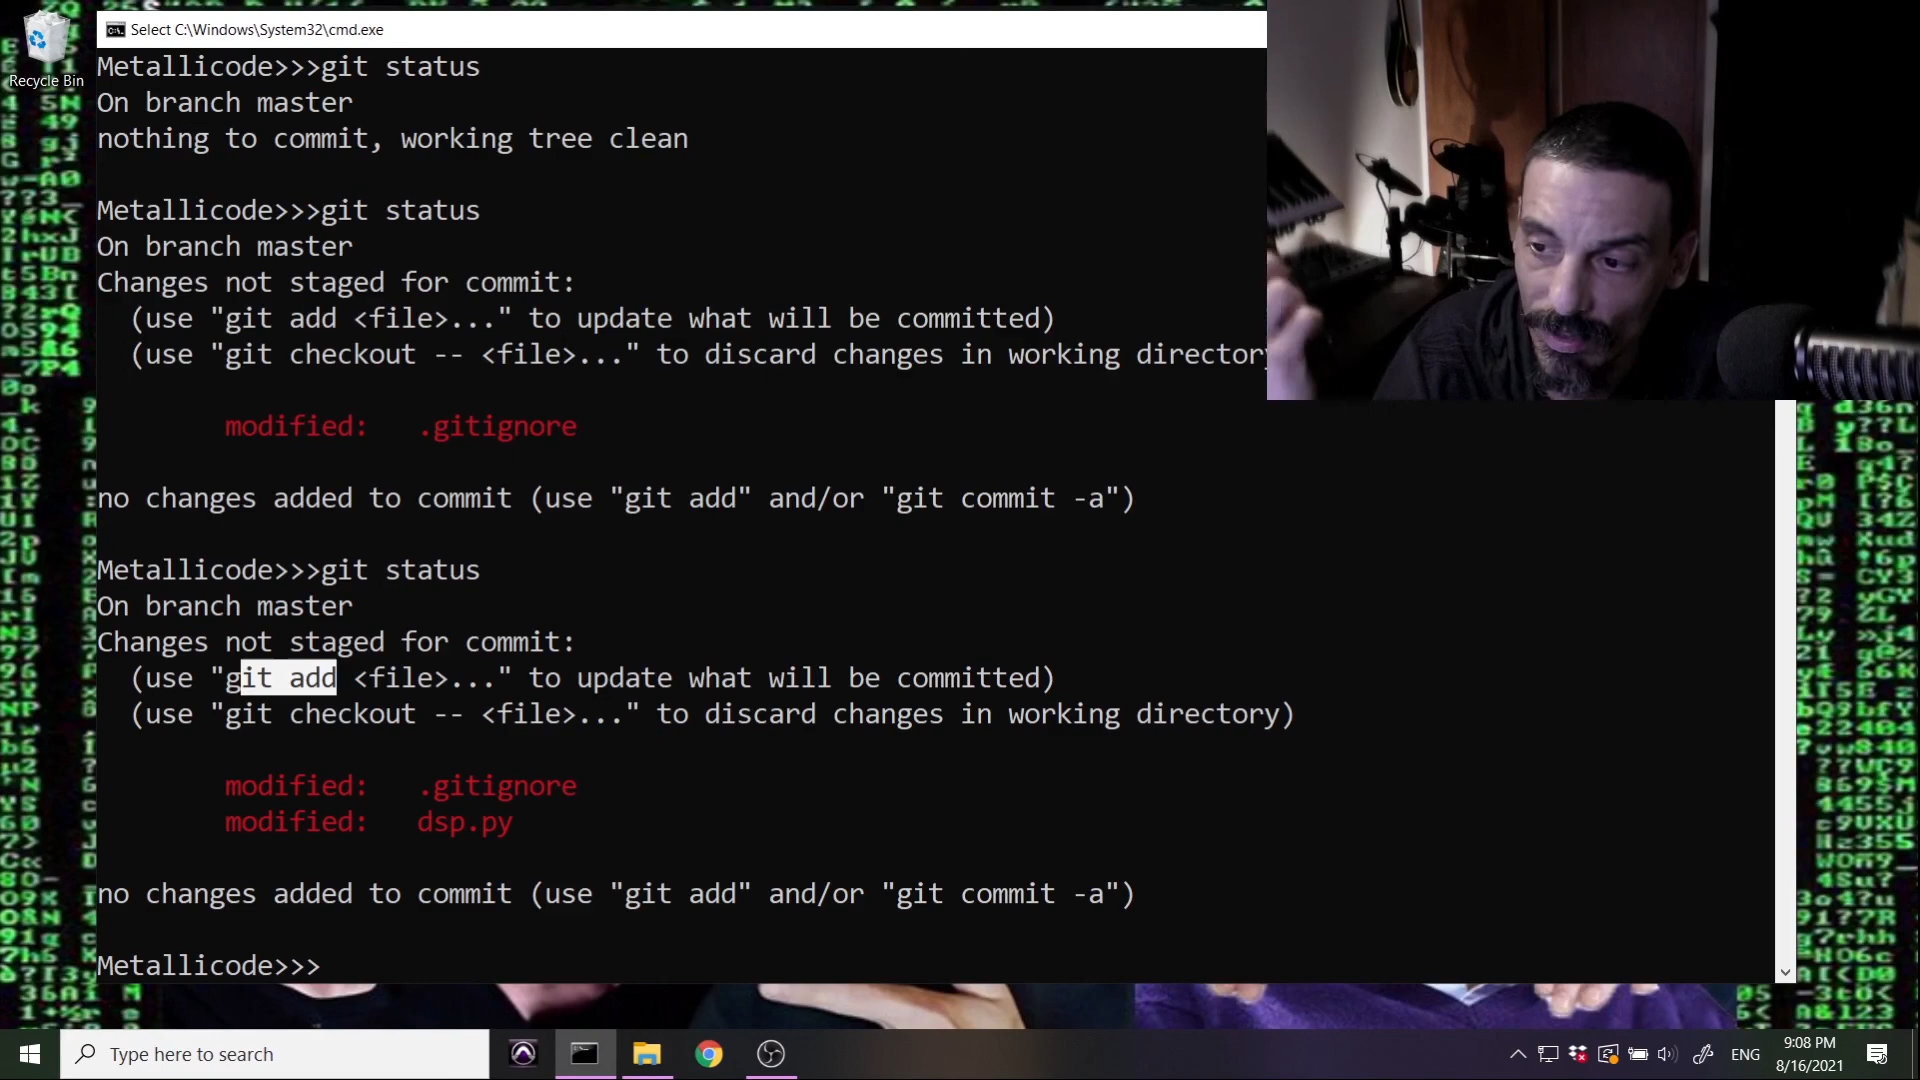 Recycle Bin
Select C:\Windows\System32\cmd.exe
Metallicode>>>git status
On branch master
nothing to commit, working tree clean
Metallicode>>>git status
On branch master
Changes not staged for commit:
(use "git add <file>..." to update what will be committed)
(use "git checkout -- <file>..." to discard changes in working directory
modified: .gitignore
no changes added to commit (use "git add" and/or "git commit -a")
Metallicode>>>git status
On branch master
Changes not staged for commit:
(use "git add <file>..." to update what will be committed)
(use "git checkout -- <file>..." to discard changes in working directory)
modified: .gitignore
modified: dsp.py
no changes added to commit (use "git add" and/or "git commit -a")
Metallicode>>>
Type here to search
ENG
9:08 PM
8/16/2021